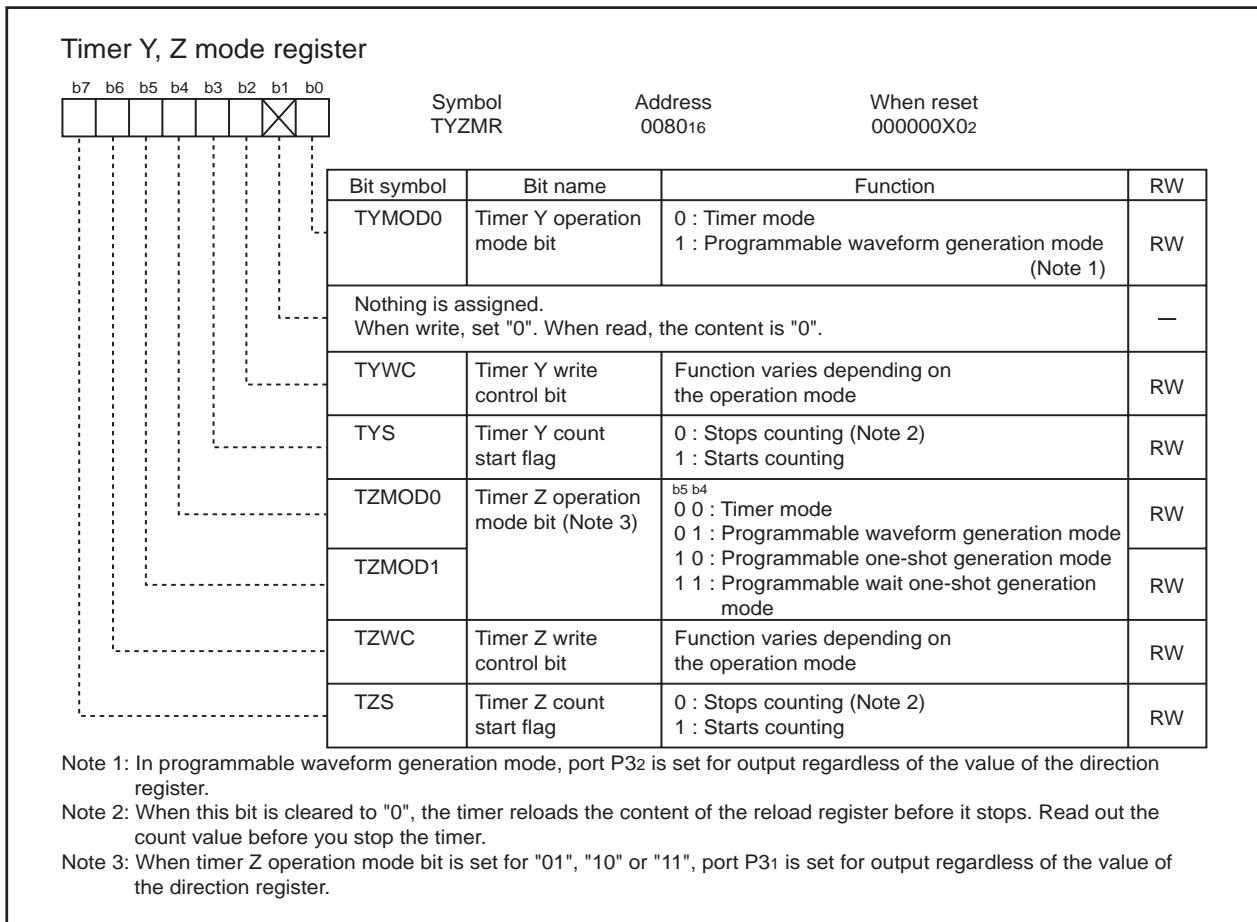 Timer Y, Z mode register
b7 b6 b5 b4 b3 b2 b1 b0
Symbol Address When reset
TYZMR 008016 000000X02
Bit symbol Bit name Function RW
TYMOD0 Timer Y operation 0 : Timer mode
mode bit 1 : Programmable waveform generation mode RW
(Note 1)
Nothing is assigned.
When write, set "0". When read, the content is "0". —
TYWC Timer Y write Function varies depending on
control bit the operation mode RW
TYS Timer Y count 0 : Stops counting (Note 2)
start flag 1 : Starts counting RW
b5 b4
TZMOD0 Timer Z operation 0 0 : Timer mode RW
mode bit (Note 3) 0 1 : Programmable waveform generation mode
TZMOD1 1 0 : Programmable one-shot generation mode
1 1 : Programmable wait one-shot generation RW
mode
TZWC Timer Z write Function varies depending on
control bit the operation mode RW
TZS Timer Z count 0 : Stops counting (Note 2)
start flag 1 : Starts counting RW
Note 1: In programmable waveform generation mode, port P32 is set for output regardless of the value of the direction
register.
Note 2: When this bit is cleared to "0", the timer reloads the content of the reload register before it stops. Read out the
count value before you stop the timer.
Note 3: When timer Z operation mode bit is set for "01", "10" or "11", port P31 is set for output regardless of the value of
the direction register.